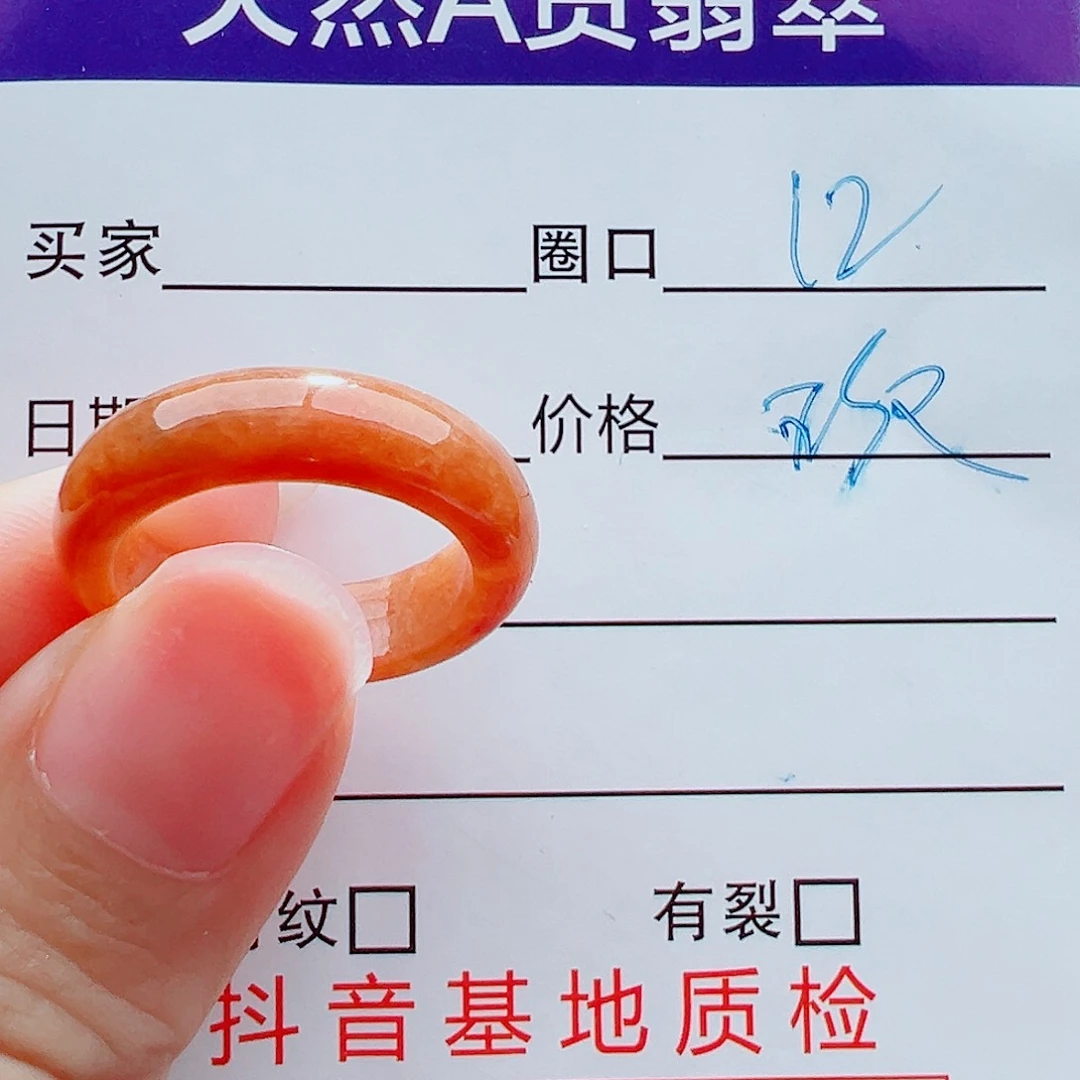 天然A货翡翠
买家 圈口 12
日期 价格
纹 有裂
抖音基地质检